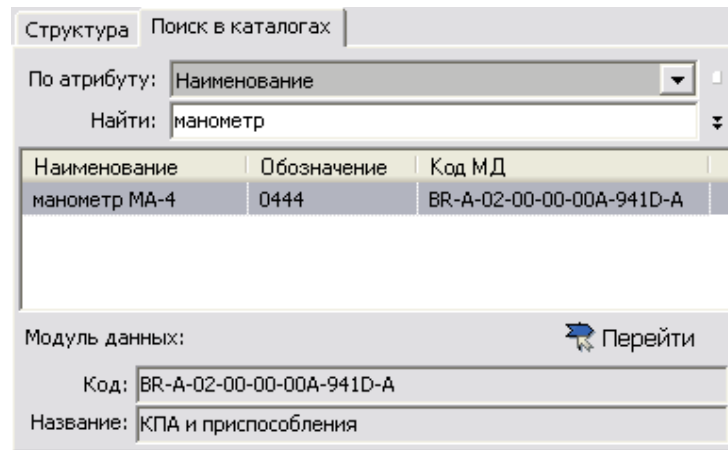 Структура Поиск в каталогах
По атрибуту: Наименование
Найти: манометр
Наименование Обозначение Код МД
манометр МА-4 0444 BR-A-02-00-00-00A-941D-A
Модуль данных: Перейти
Код: BR-A-02-00-00-00A-941D-A
Название: КПА и приспособления